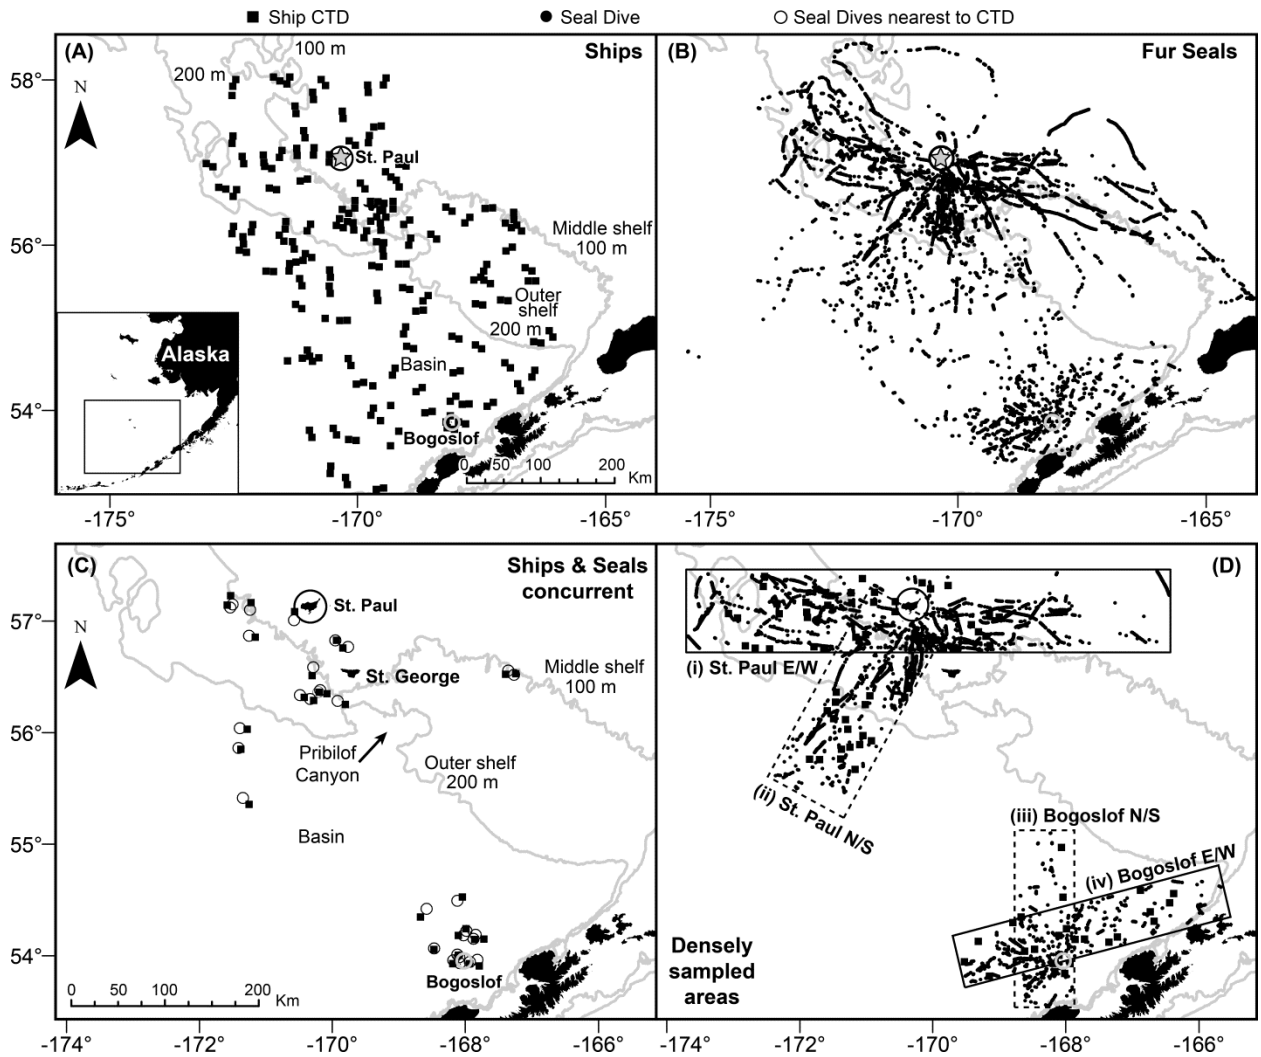 Ship CTD Seal Dive Seal Dives nearest to CTD
(A) 100 m Ships
200 m
58°
N
St. Paul
56°
Middle shelf
100 m
Outer
shelf
200 m
Alaska
Basin
54°
Bogoslof
0 50 100 200
Km
-175° -170° -165°
(B) Fur Seals
-175° -170° -165°
(C) Ships & Seals
concurrent
57°
N
St. Paul
St. George
Middle shelf
100 m
56°
Pribilof
Canyon
Outer shelf
200 m
55°
Basin
54°
Bogoslof
0 50 100 200
Km
-174° -172° -170° -168° -166°
(D)
(i) St. Paul E/W
(ii) St. Paul N/S
(iii) Bogoslof N/S
(iv) Bogoslof E/W
Densely
sampled
areas
-174° -172° -170° -168° -166°